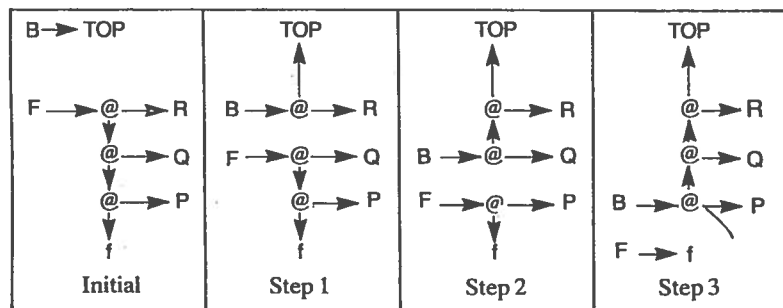 B TOP TOP TOP TOP
F @ R B @ R @ R @ R
@ Q F @ Q B @ Q @ Q
@ P @ P F @ P B @ P
f f f F f
Initial Step 1 Step 2 Step 3